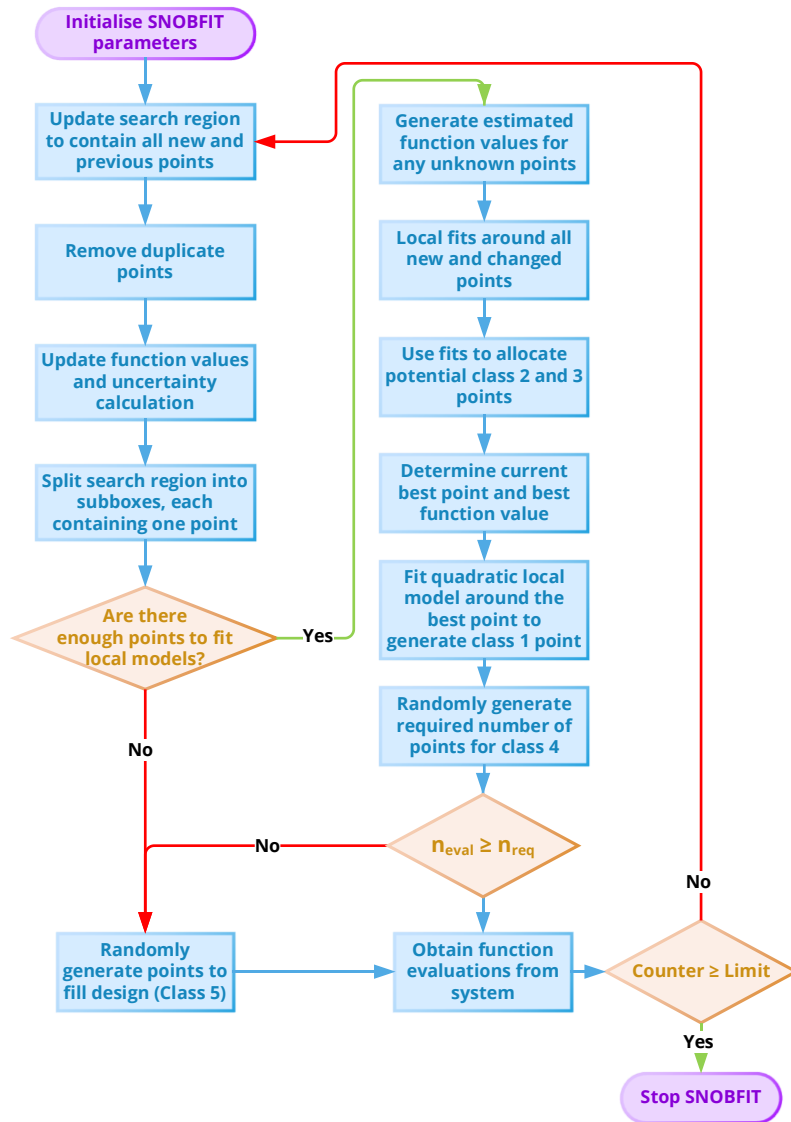 Initialise SNOBFIT
parameters
Update search region
to contain all new and
previous points
Remove duplicate
points
Update function values
and uncertainty
calculation
Split search region into
subboxes, each
containing one point
Are there
enough points to fit
local models?
Yes
No
Generate estimated
function values for
any unknown points
Local fits around all
new and changed
points
Use fits to allocate
potential class 2 and 3
points
Determine current
best point and best
function value
Fit quadratic local
model around the
best point to
generate class 1 point
Randomly generate
required number of
points for class 4
n_eval ≥ n_req
No
Randomly
generate points to
fill design (Class 5)
Obtain function
evaluations from
system
Counter ≥ Limit
No
Yes
Stop SNOBFIT